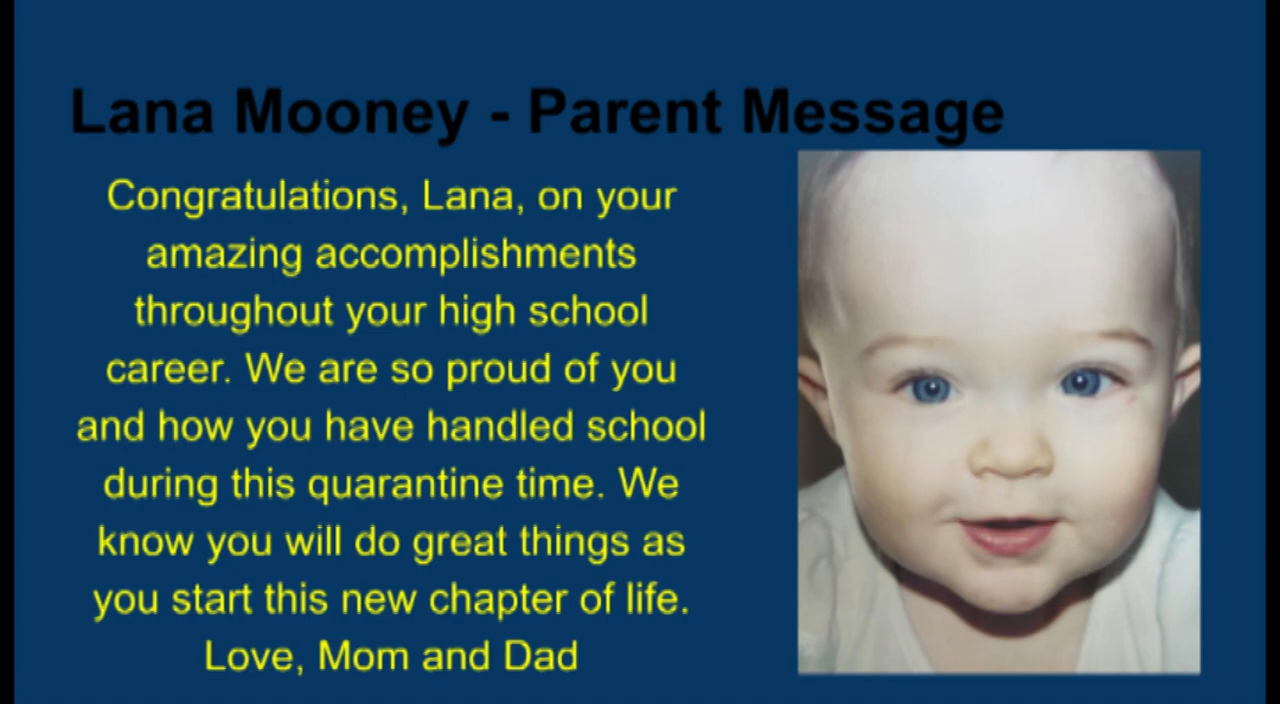 Lana Mooney - Parent Message
Congratulations, Lana, on your
amazing accomplishments
throughout your high school
career. We are so proud of you
and how you have handled school
during this quarantine time. We
know you will do great things as
you start this new chapter of life.
Love, Mom and Dad